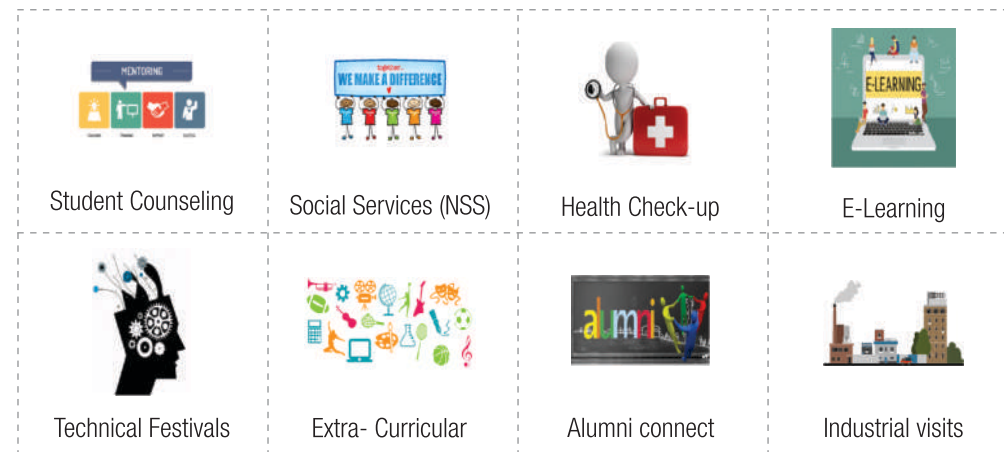 MENTORING
together..
WE MAKE A DIFFERENCE
E-LEARNING
Student Counseling
Social Services (NSS)
Health Check-up
E-Learning
alumni
Technical Festivals
Extra- Curricular
Alumni connect
Industrial visits